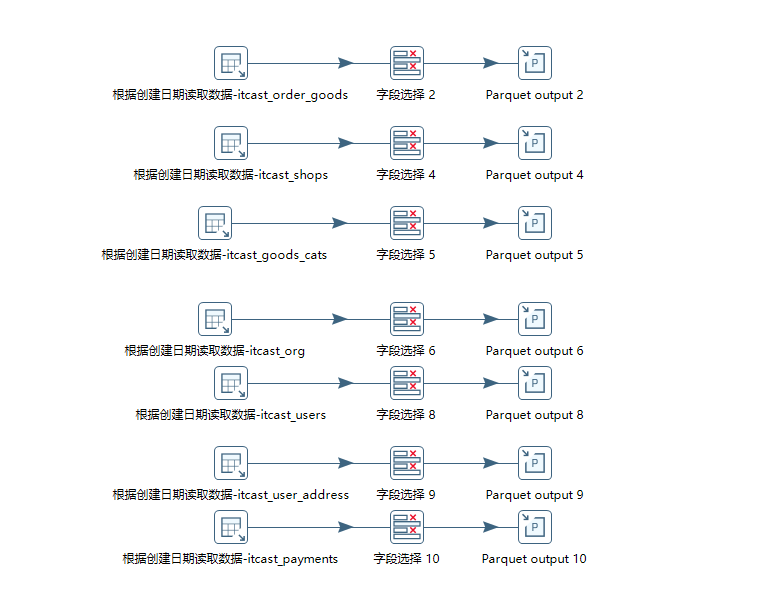 根据创建日期读取数据-itcast_order_goods 字段选择 2 Parquet output 2
根据创建日期读取数据-itcast_shops 字段选择 4 Parquet output 4
根据创建日期读取数据-itcast_goods_cats 字段选择 5 Parquet output 5
根据创建日期读取数据-itcast_org 字段选择 6 Parquet output 6
根据创建日期读取数据-itcast_users 字段选择 8 Parquet output 8
根据创建日期读取数据-itcast_user_address 字段选择 9 Parquet output 9
根据创建日期读取数据-itcast_payments 字段选择 10 Parquet output 10